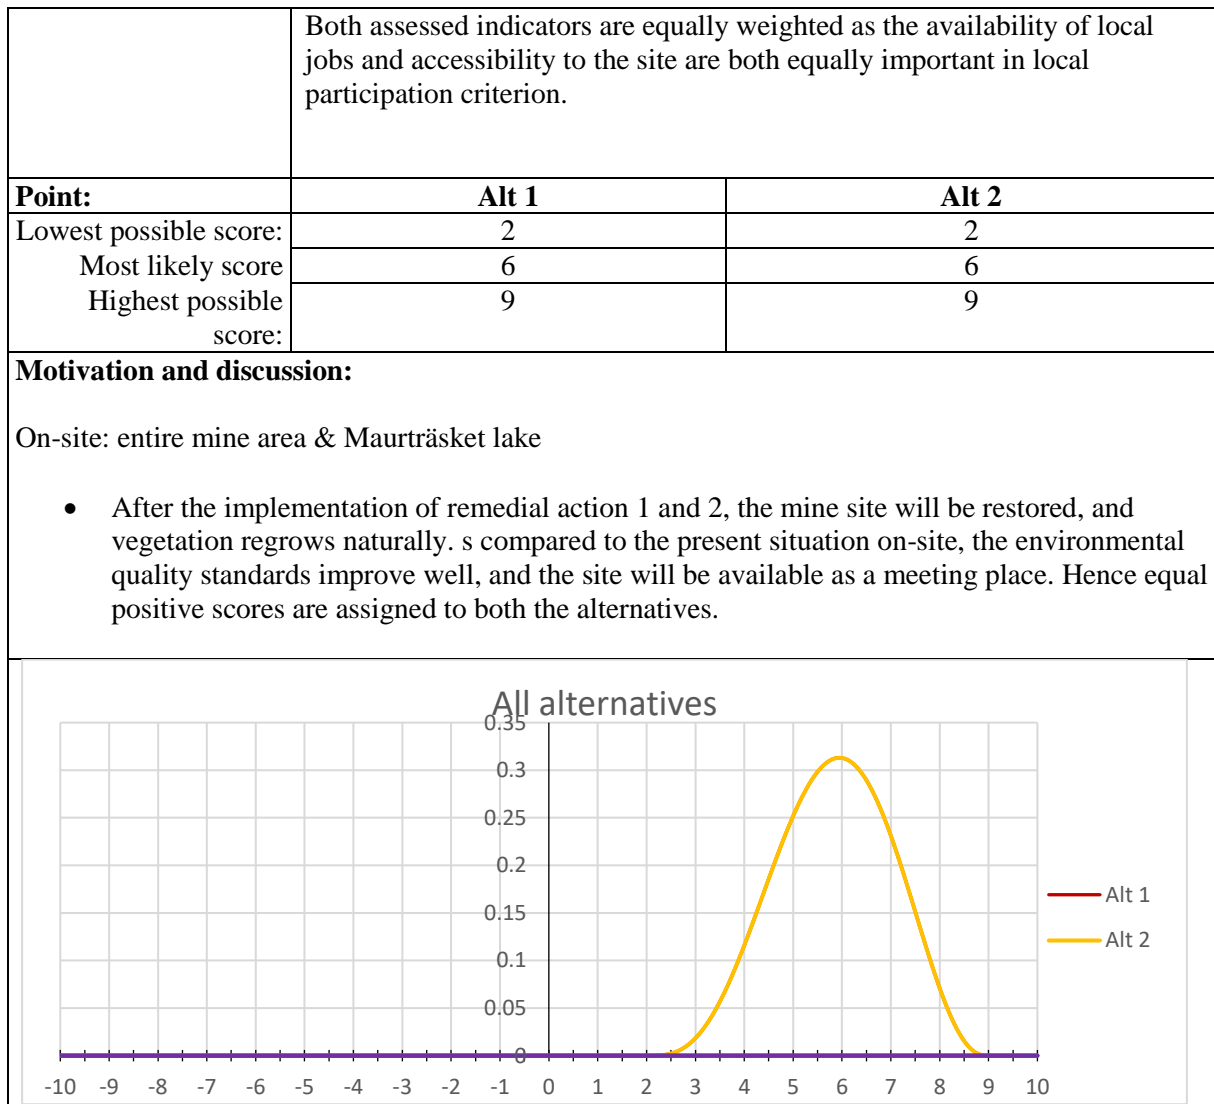 Both assessed indicators are equally weighted as the availability of local
jobs and accessibility to the site are both equally important in local
participation criterion.
Point: Alt 1 Alt 2
Lowest possible score: 2 2
Most likely score 6 6
Highest possible 9 9
score:
Motivation and discussion:
On-site: entire mine area & Maurträsket lake
• After the implementation of remedial action 1 and 2, the mine site will be restored, and
vegetation regrows naturally. s compared to the present situation on-site, the environmental
quality standards improve well, and the site will be available as a meeting place. Hence equal
positive scores are assigned to both the alternatives.
All alternatives
0.35
0.3
0.25
0.2
0.15
0.1
0.05
0
-10 -9 -8 -7 -6 -5 -4 -3 -2 -1 0 1 2 3 4 5 6 7 8 9 10
Alt 1
Alt 2